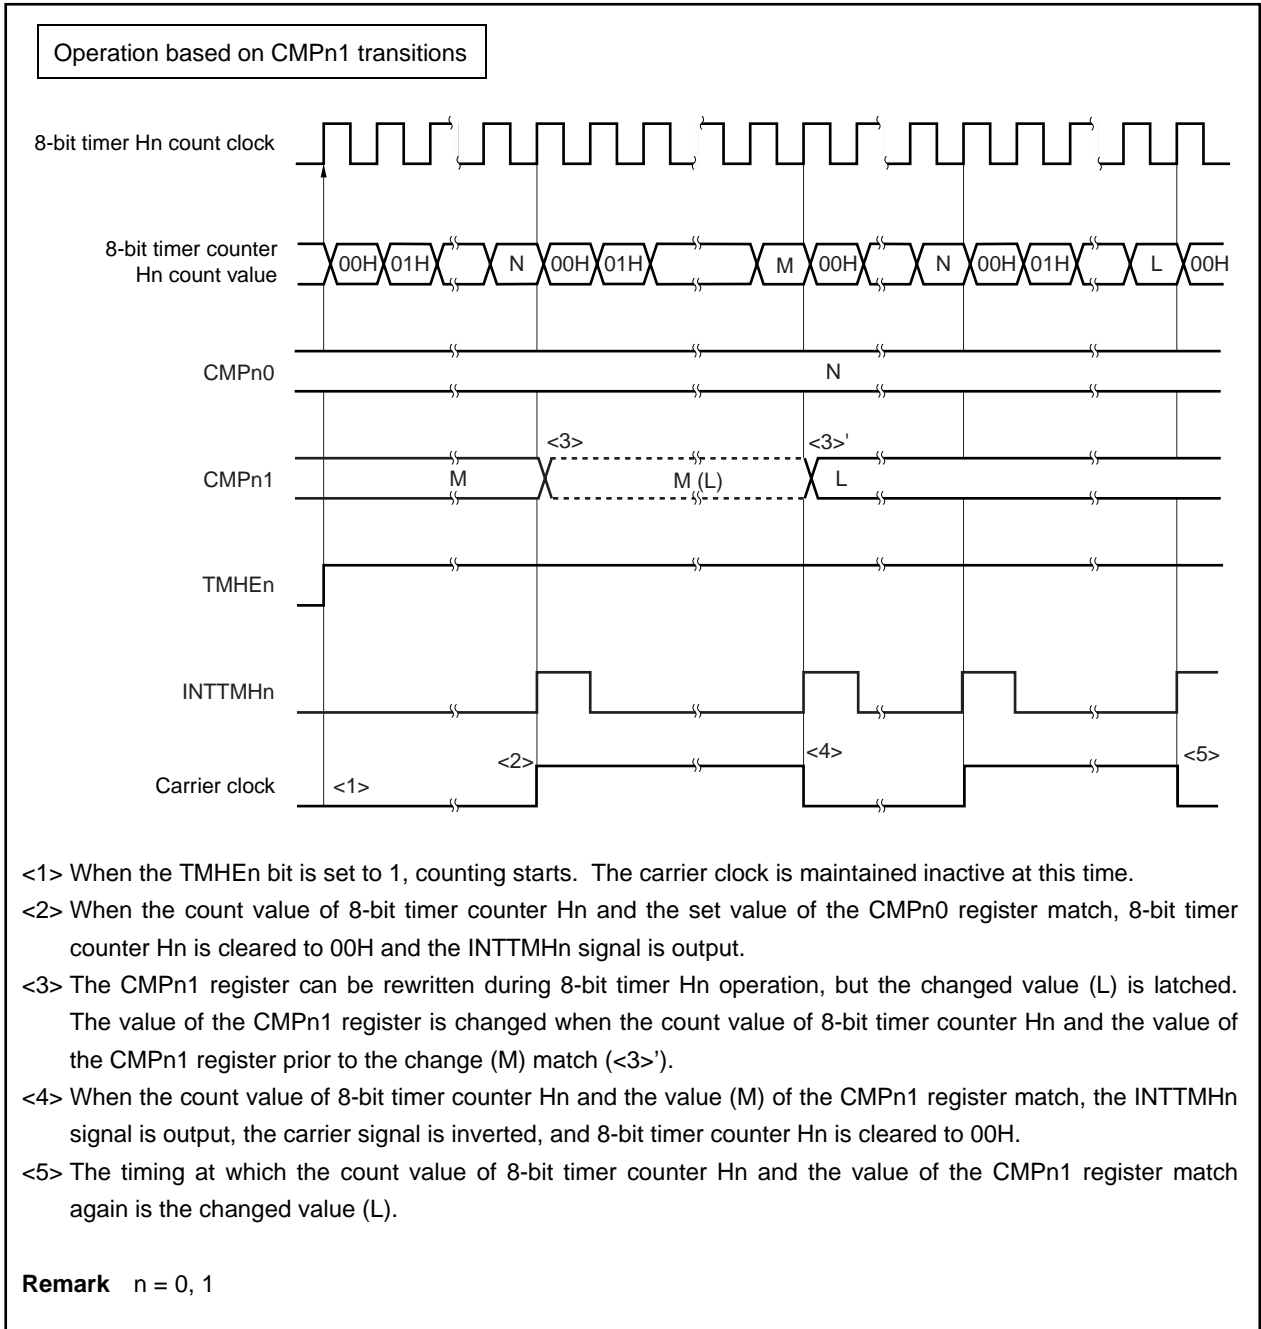 Operation based on CMPn1 transitions
8-bit timer Hn count clock
8-bit timer counter
Hn count value
00H 01H N 00H 01H M 00H N 00H 01H L 00H
CMPn0
N
<3> <3>'
CMPn1
M M (L) L
TMHEn
INTTMHn
<2> <4> <5>
Carrier clock <1>
<1> When the TMHEn bit is set to 1, counting starts. The carrier clock is maintained inactive at this time.
<2> When the count value of 8-bit timer counter Hn and the set value of the CMPn0 register match, 8-bit timer
counter Hn is cleared to 00H and the INTTMHn signal is output.
<3> The CMPn1 register can be rewritten during 8-bit timer Hn operation, but the changed value (L) is latched.
The value of the CMPn1 register is changed when the count value of 8-bit timer counter Hn and the value of
the CMPn1 register prior to the change (M) match (<3>’).
<4> When the count value of 8-bit timer counter Hn and the value (M) of the CMPn1 register match, the INTTMHn
signal is output, the carrier signal is inverted, and 8-bit timer counter Hn is cleared to 00H.
<5> The timing at which the count value of 8-bit timer counter Hn and the value of the CMPn1 register match
again is the changed value (L).
Remark n = 0, 1